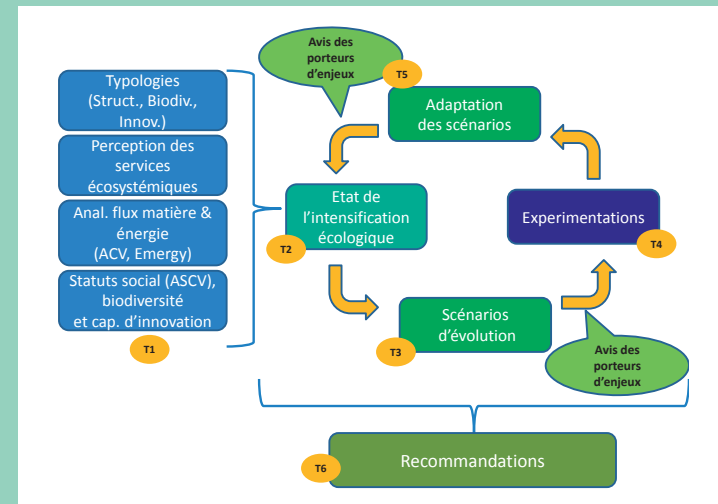 Typologies
(Struct., Biodiv.,
Innov.)
Perception des
services
écosystémiques
Anal. flux matière &
énergie
(ACV, Emergy)
Statuts social (ASCV),
biodiversité
et cap. d'innovation
T1
Avis des
porteurs
d'enjeux
T5
Adaptation
des scénarios
Etat de
l'intensification
écologique
T2
Experimentations
T4
Scénarios
d'évolution
T3
Avis des
porteurs
d'enjeux
Recommandations
T6